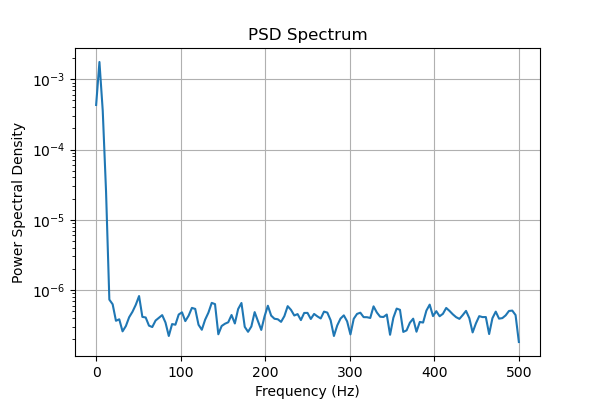 PSD Spectrum
Power Spectral Density
10⁻³
10⁻⁴
10⁻⁵
10⁻⁶
0 100 200 300 400 500
Frequency (Hz)